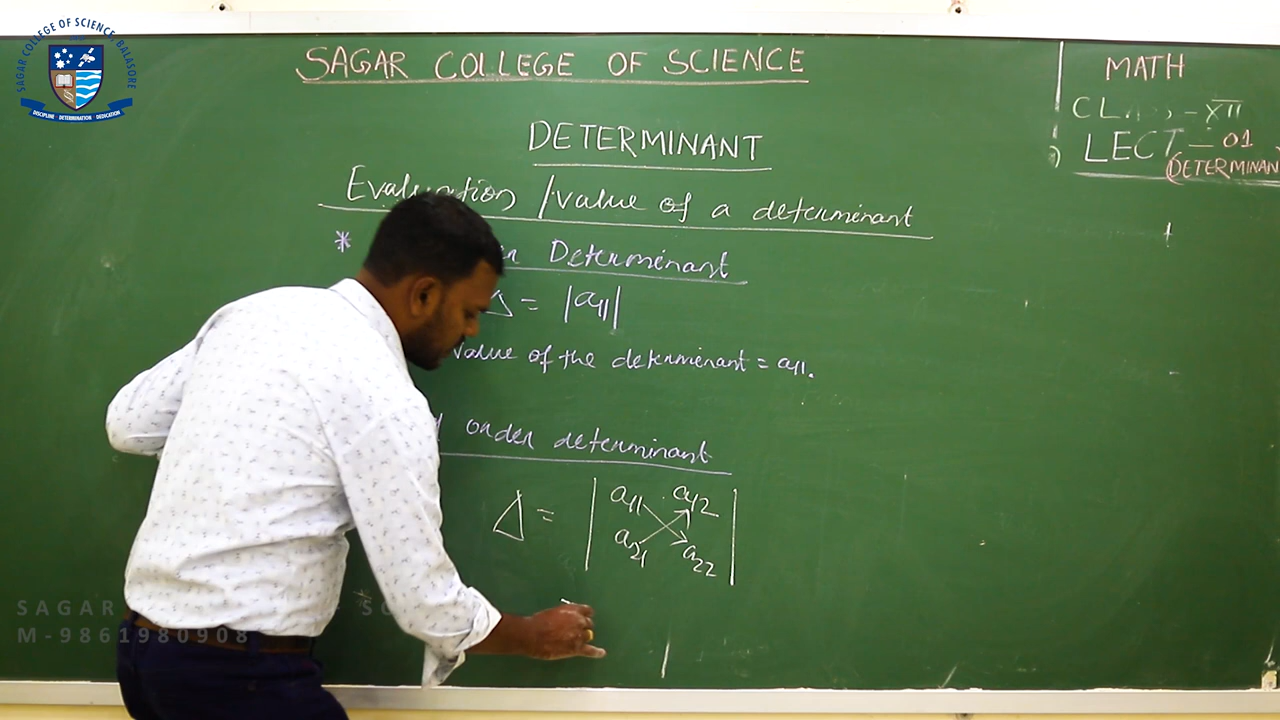 SAGAR COLLEGE OF SCIENCE, BALASORE
DISCIPLINE DETERMINATION DEDICATION
SAGAR COLLEGE OF SCIENCE
MATH
XII
LECT - 01
(DETERMINAN
DETERMINANT
Evaluation / value of a determinant
* Determinant
Δ = |a11|
value of the determinant = a11.
order determinant
Δ = | a11 a12 |
| a21 a22 |
SAGAR
M-9861980908